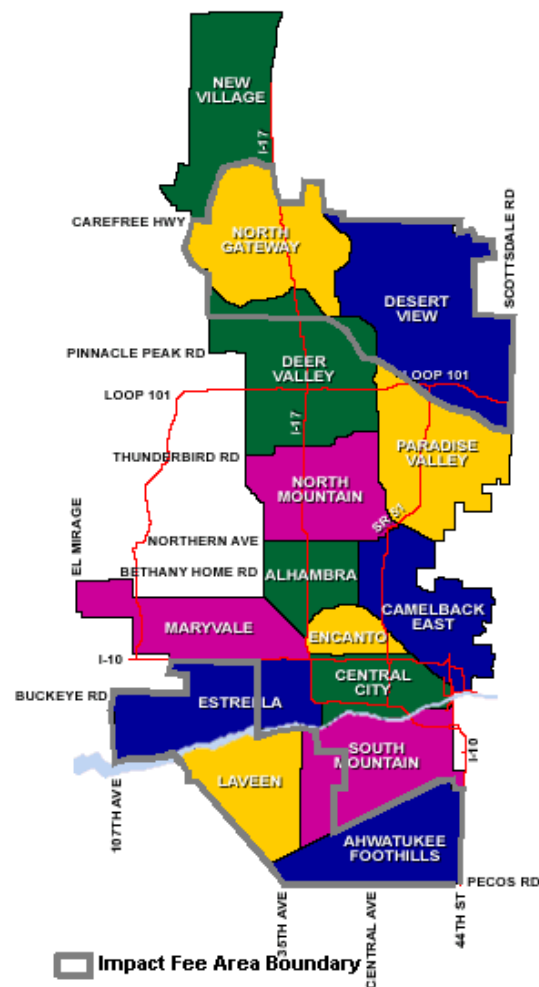 NEW
VILLAGE
I-17
CAREFREE HWY
NORTH
GATEWAY
SCOTTSDALE RD
DESERT
VIEW
PINNACLE PEAK RD
DEER
VALLEY
LOOP 101
LOOP 101
I-17
PARADISE
VALLEY
THUNDERBIRD RD
NORTH
MOUNTAIN
SR 51
EL MIRAGE
NORTHERN AVE
BETHANY HOME RD
ALHAMBRA
CAMELBACK
EAST
MARYVALE
ENCANTO
I-10
CENTRAL
CITY
BUCKEYE RD
ESTRELLA
SOUTH
MOUNTAIN
I-10
LAVEEN
107TH AVE
AHWATUKEE
FOOTHILLS
PECOS RD
35TH AVE
CENTRAL AVE
44TH ST
Impact Fee Area Boundary